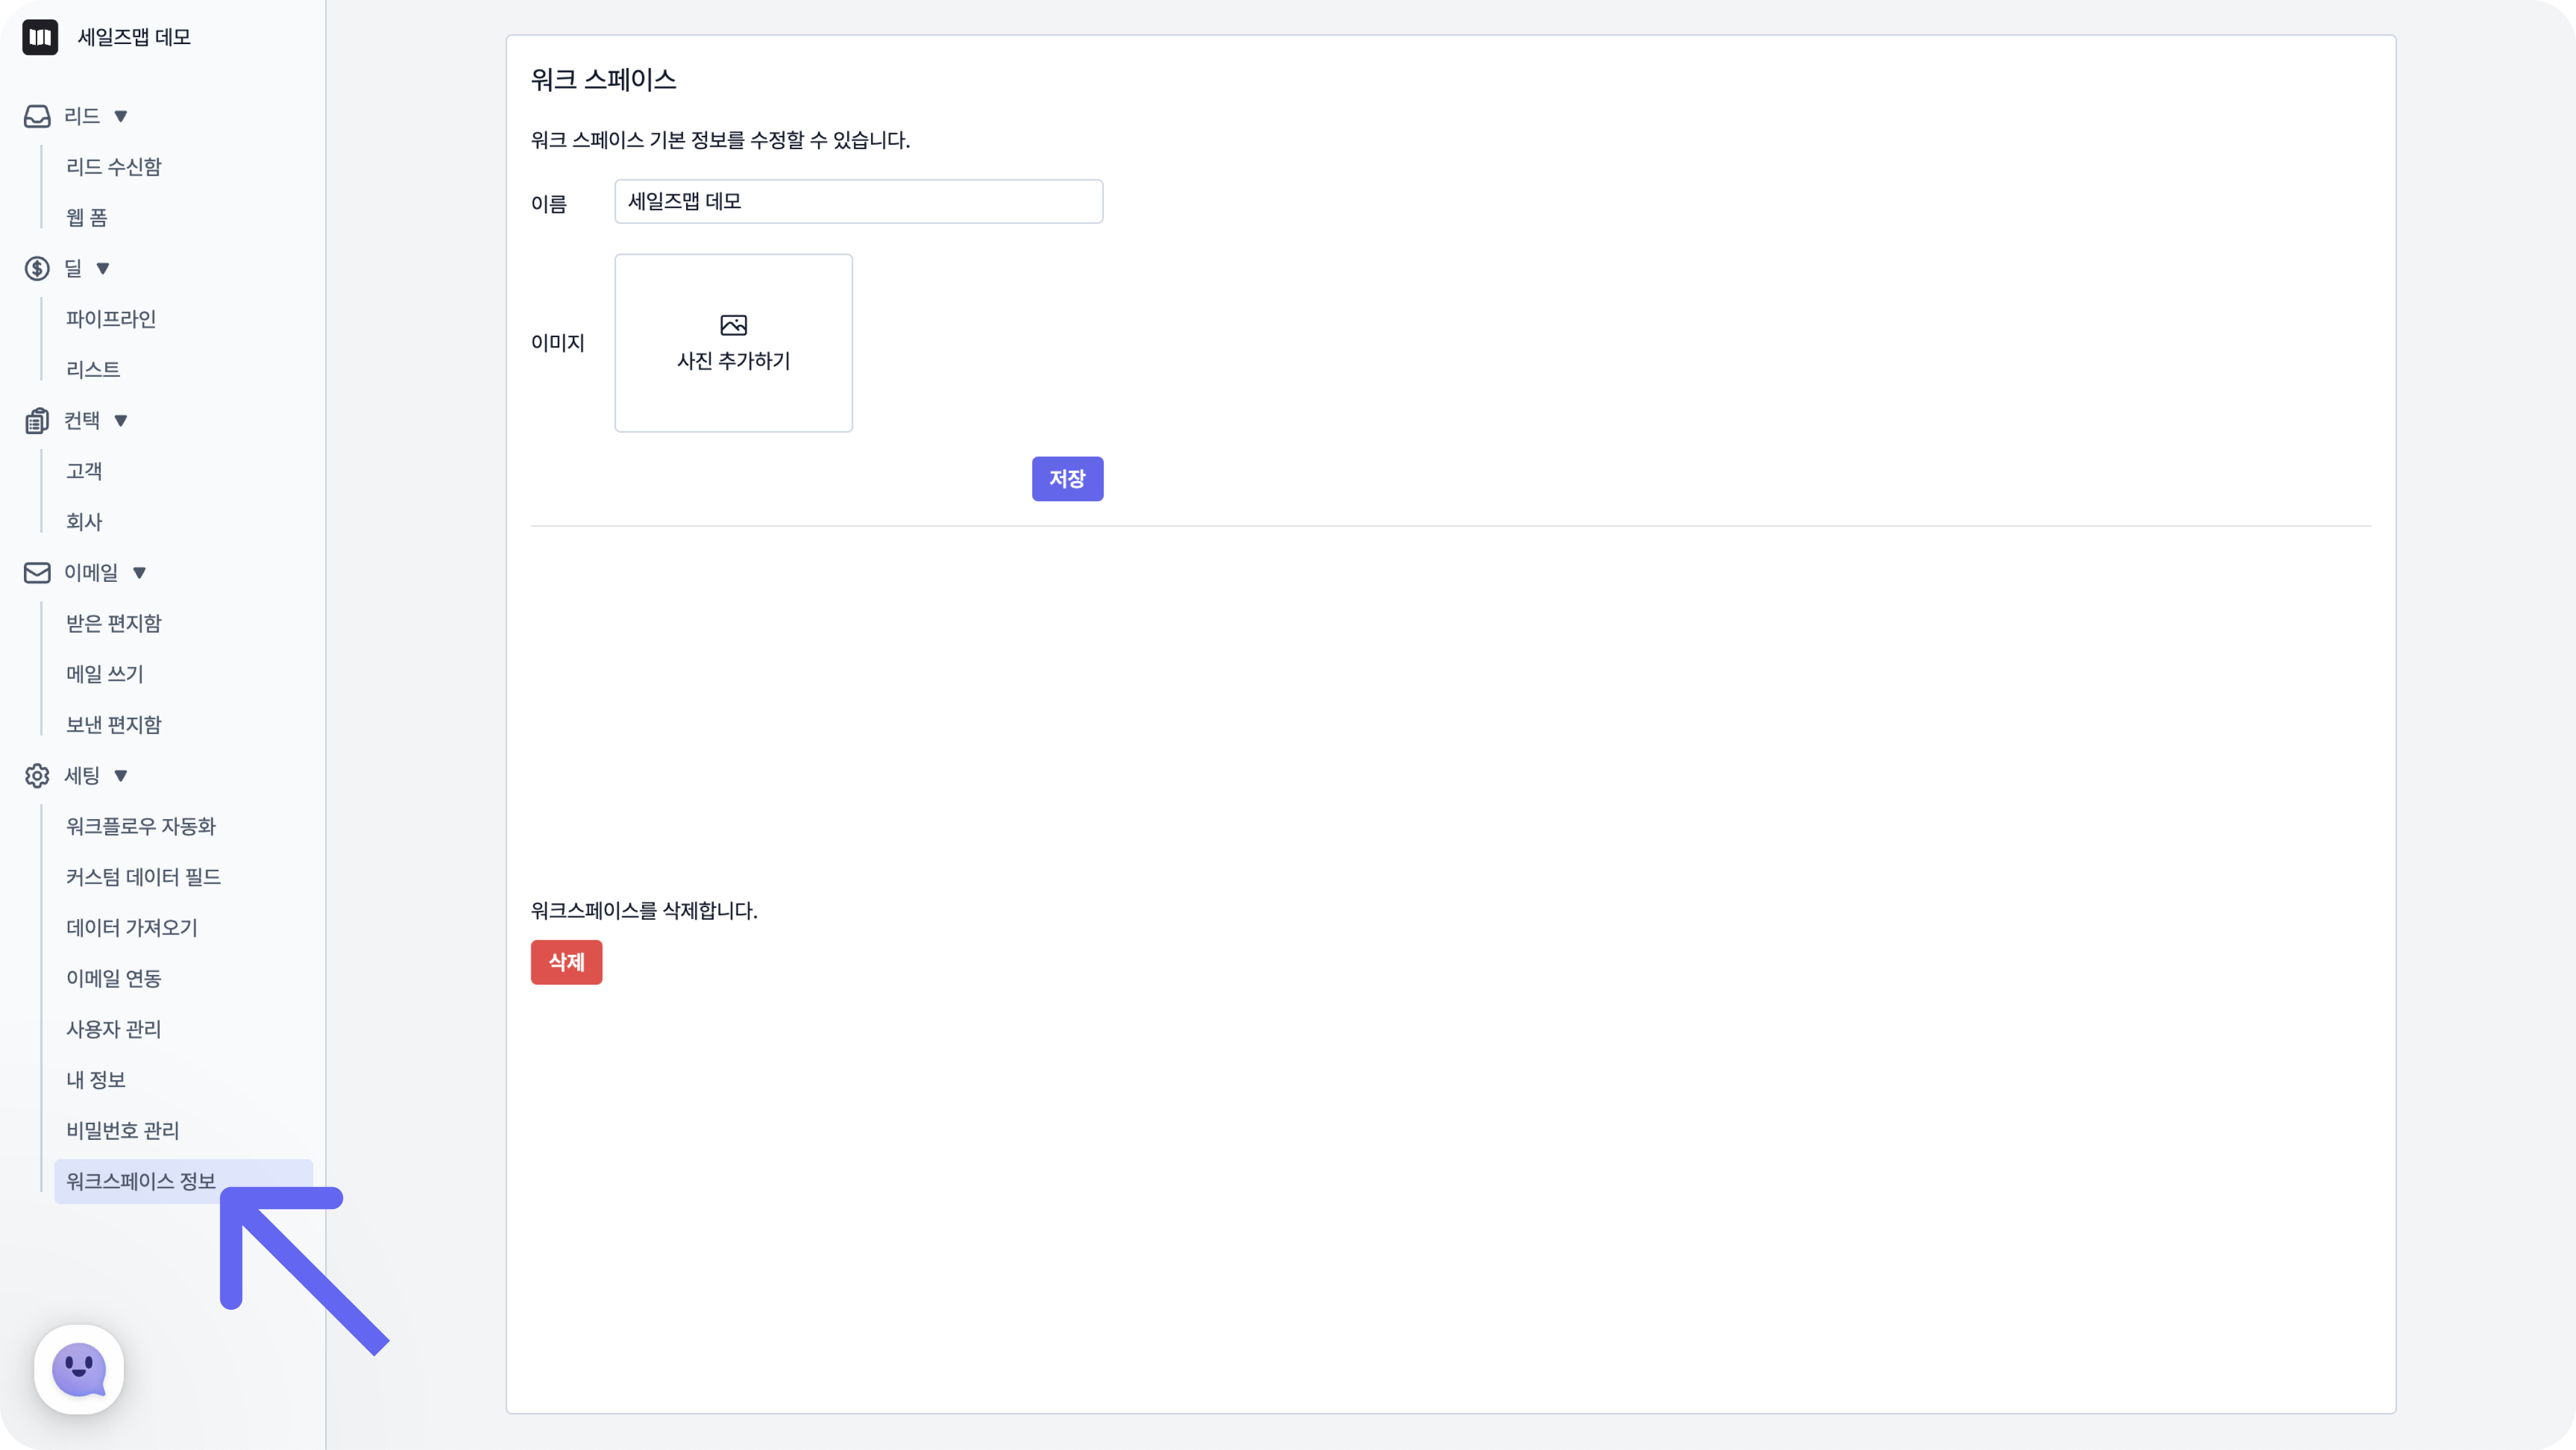 세일즈맵 데모
리드 ▼
리드 수신함
웹 폼
딜 ▼
파이프라인
리스트
컨택 ▼
고객
회사
이메일 ▼
받은 편지함
메일 쓰기
보낸 편지함
세팅 ▼
워크플로우 자동화
커스텀 데이터 필드
데이터 가져오기
이메일 연동
사용자 관리
내 정보
비밀번호 관리
워크스페이스 정보
워크 스페이스
워크 스페이스 기본 정보를 수정할 수 있습니다.
이름
세일즈맵 데모
이미지
사진 추가하기
저장
워크스페이스를 삭제합니다.
삭제